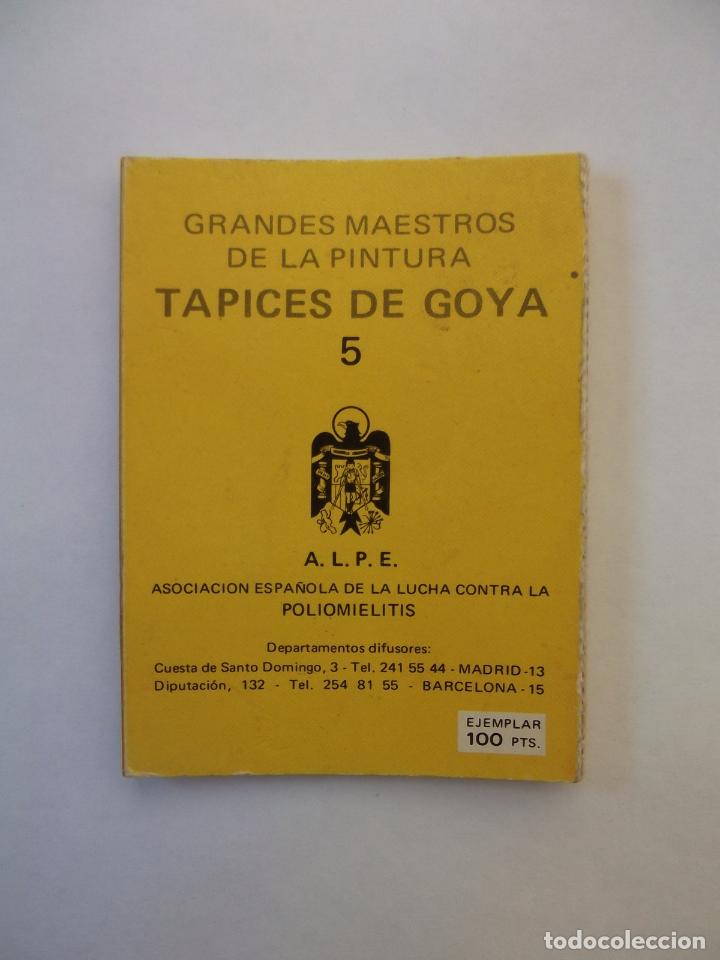 GRANDES MAESTROS
DE LA PINTURA
TAPICES DE GOYA
5
A. L. P. E.
ASOCIACION ESPAÑOLA DE LA LUCHA CONTRA LA
POLIOMIELITIS
Departamentos difusores:
Cuesta de Santo Domingo, 3 - Tel. 241 55 44 - MADRID -13
Diputación, 132 - Tel. 254 81 55 - BARCELONA - 15
EJEMPLAR
100 PTS.
todocoleccion